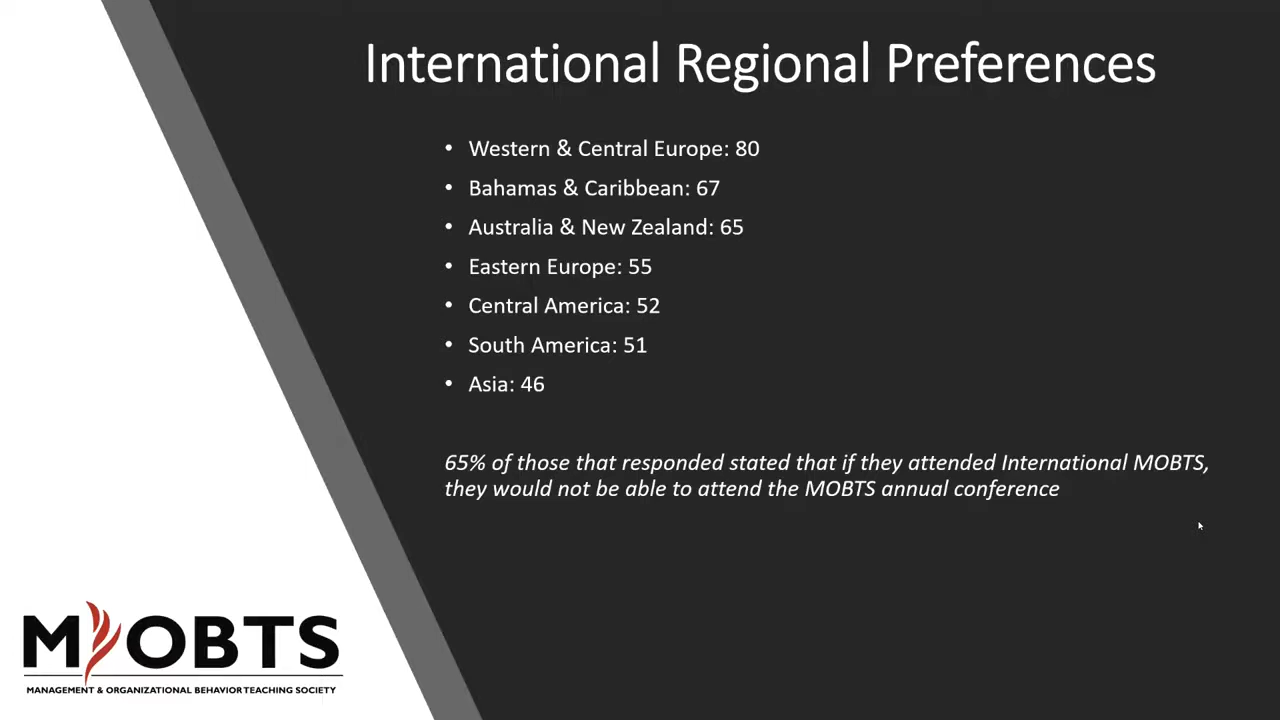 International Regional Preferences
• Western & Central Europe: 80
• Bahamas & Caribbean: 67
• Australia & New Zealand: 65
• Eastern Europe: 55
• Central America: 52
• South America: 51
• Asia: 46
65% of those that responded stated that if they attended International MOBTS,
they would not be able to attend the MOBTS annual conference
MOBTS
MANAGEMENT & ORGANIZATIONAL BEHAVIOR TEACHING SOCIETY